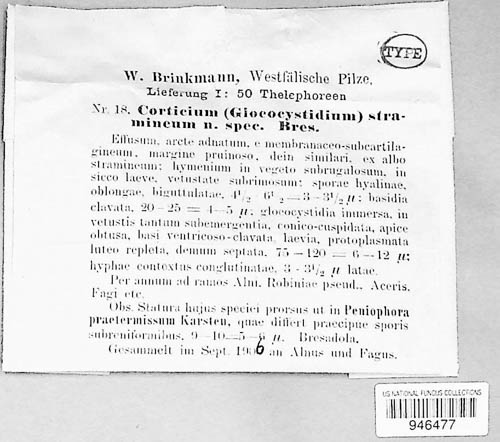 TYPE
W. Brinkmann, Westfälische Pilze,
Lieferung I: 50 Thelephoreen
Nr. 18. Corticium (Gloeocystidium) stra-
mineum n. spec. Bres.
Effusum, arcte adnatum, e membranaceo-subcartila-
gineum, margine pruinoso, dein similari, ex albo
stramineum; hymenium in vegeto subrugulosum, in
sicco laeve, vetustate subrimosum; sporae hyalinae,
oblongae, biguttulatae, 4½–6½=3–3½ µ; basidia
clavata, 20–25=4–5 µ; gloeocystidia immersa, in
vetustis tantum subemergentia, conico-cuspidata, apice
obtusa, basi ventricoso-clavata, laevia, protoplasmata
luteo repleta, demum septata, 75–120=6–12 µ;
hyphae contextus conglutinatae, 3-3½ µ latae.
Per annum ad ramos Alni, Robiniae pseud., Aceris,
Fagi etc.
Obs. Statura hujus speciei prorsus ut in Peniophora
praetermissum Karsten, quae differt praecipue sporis
subreniformibus, 9–10=5–6 µ. Bresadola.
Gesammelt im Sept. 1906 an Alnus und Fagus.
US NATIONAL FUNGUS COLLECTIONS
946477